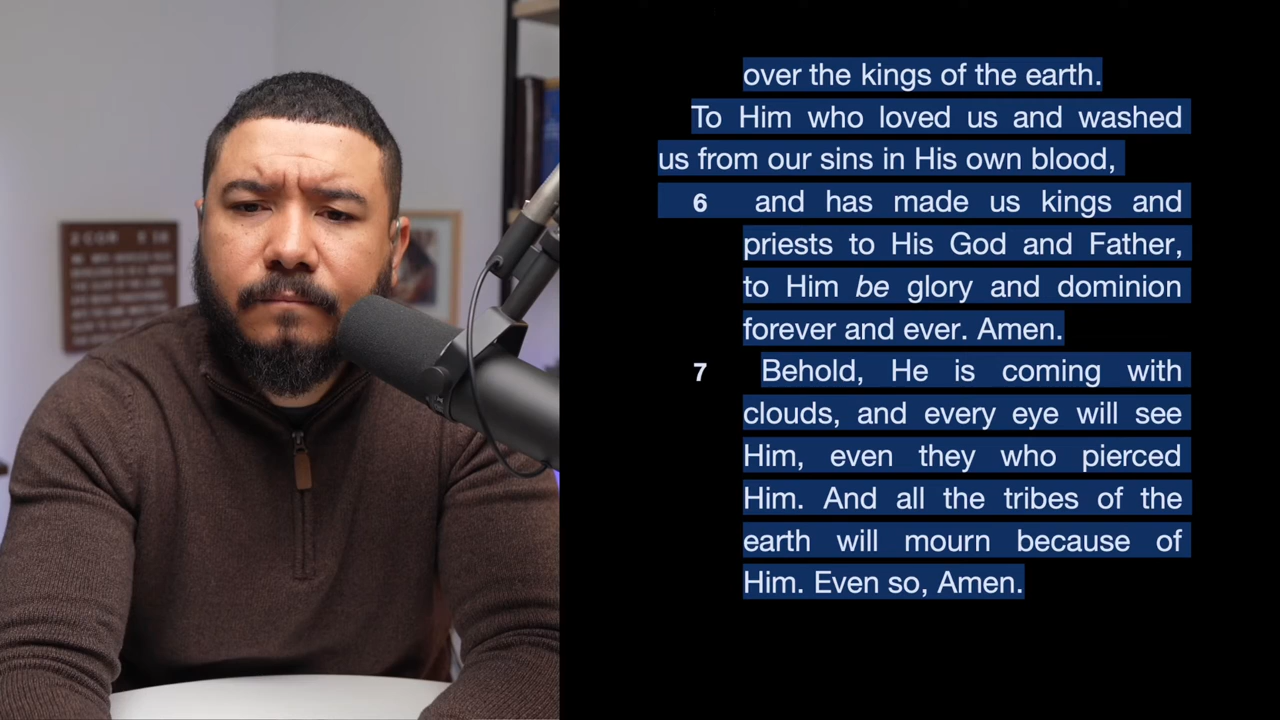 over the kings of the earth.
To Him who loved us and washed
us from our sins in His own blood,
6 and has made us kings and
priests to His God and Father,
to Him be glory and dominion
forever and ever. Amen.
7 Behold, He is coming with
clouds, and every eye will see
Him, even they who pierced
Him. And all the tribes of the
earth will mourn because of
Him. Even so, Amen.